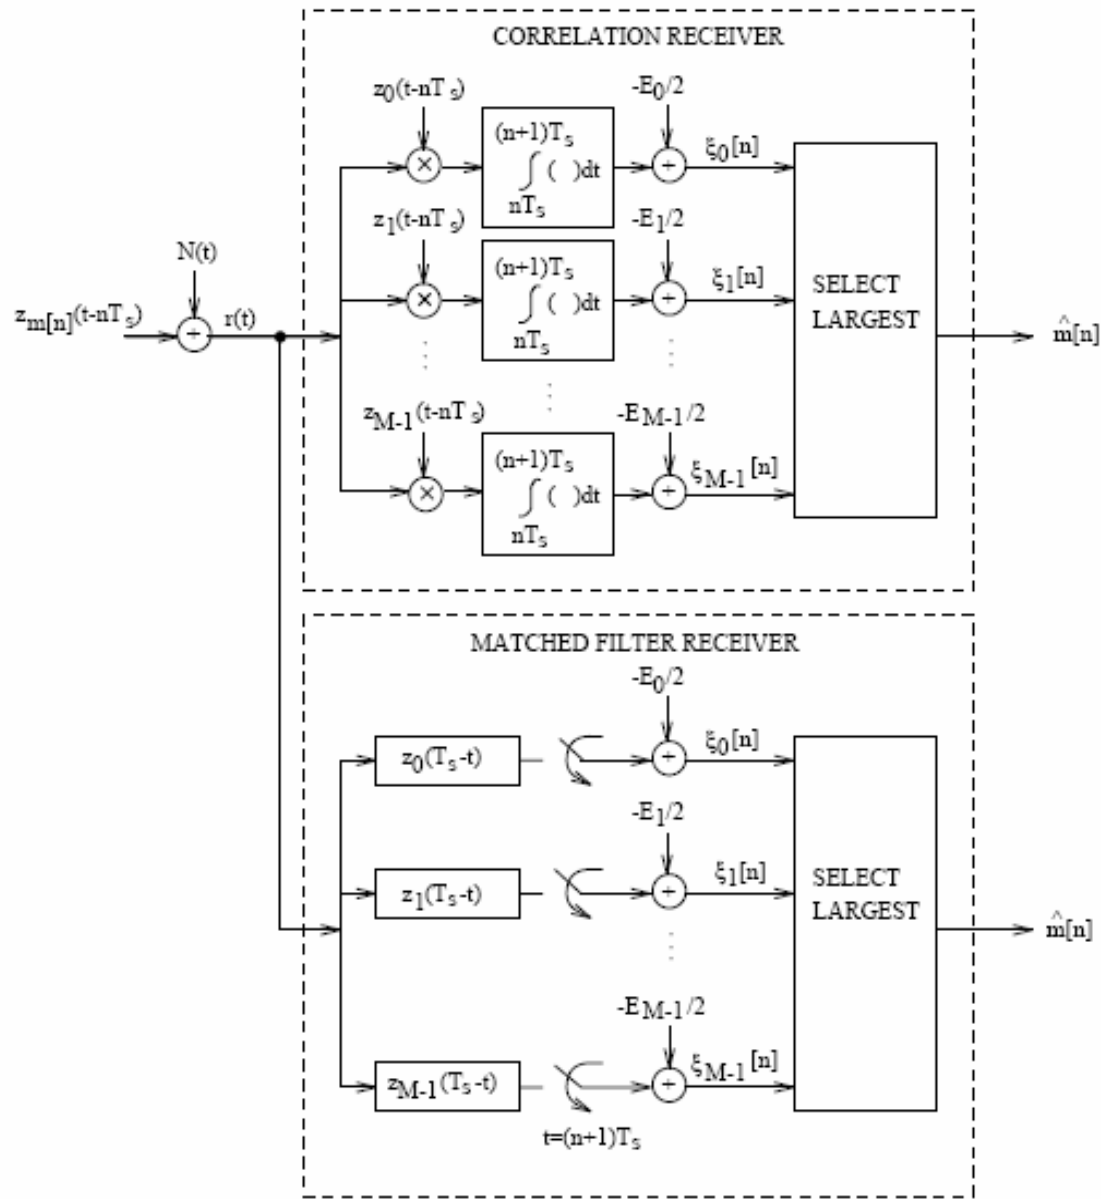 CORRELATION RECEIVER
z0(t-nTs)
-E0/2
(n+1)Ts
∫( )dt
nTs
ξ0[n]
z1(t-nTs)
-E1/2
(n+1)Ts
∫( )dt
nTs
ξ1[n]
N(t)
zm[n](t-nTs)
r(t)
SELECT
LARGEST
m̂[n]
zM-1(t-nTs)
-EM-1/2
(n+1)Ts
∫( )dt
nTs
ξM-1[n]
MATCHED FILTER RECEIVER
-E0/2
z0(Ts-t)
ξ0[n]
-E1/2
z1(Ts-t)
ξ1[n]
SELECT
LARGEST
m̂[n]
-EM-1/2
zM-1(Ts-t)
ξM-1[n]
t=(n+1)Ts